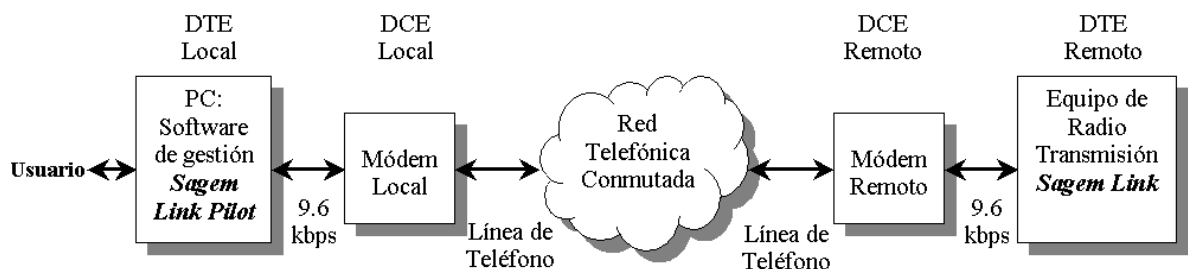 DTE
Local
DCE
Local
DCE
Remoto
DTE
Remoto
Usuario
PC:
Software
de gestión
Sagem
Link Pilot
9.6
kbps
Módem
Local
Línea de
Teléfono
Red
Telefónica
Conmutada
Línea de
Teléfono
Módem
Remoto
9.6
kbps
Equipo de
Radio
Transmisión
Sagem Link